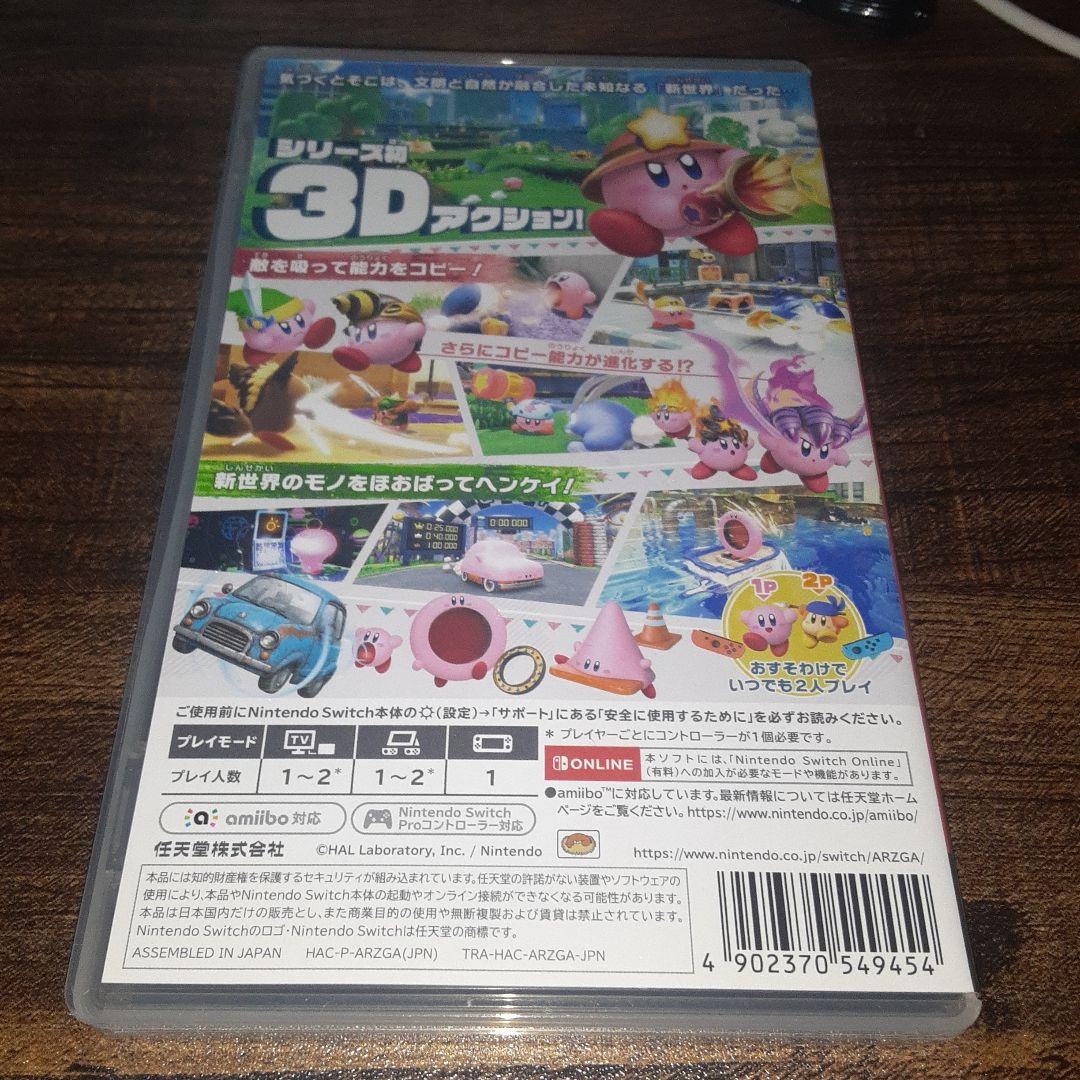 気づくとそこは、文明と自然が融合した未知なる「新世界」だった…
シリーズ初
3Dアクション!
敵を吸って能力をコピー!
さらにコピー能力が進化する!?
新世界のモノをほおばってヘンケイ!
0:25.000
0:40.000
1:00.000
0:00.000
1P
2P
おすそわけで
いつでも2人プレイ
ご使用前にNintendo Switch本体の(設定)→「サポート」にある「安全に使用するために」を必ずお読みください。
プレイモード
TV
プレイ人数
1~2*
1~2*
1
* プレイヤーごとにコントローラーが1個必要です。
ONLINE
本ソフトには、「Nintendo Switch Online」
(有料)への加入が必要なモードや機能があります。
●amiibo™に対応しています。最新情報については任天堂ホーム
ページをご覧ください。https://www.nintendo.co.jp/amiibo/
amiibo 対応
Nintendo Switch
Proコントローラー対応
任天堂株式会社
©HAL Laboratory, Inc. / Nintendo
https://www.nintendo.co.jp/switch/ARZGA/
本品には知的財産権を保護するセキュリティが組み込まれています。任天堂の許諾がない装置やソフトウェアの
使用により、本品やNintendo Switch本体の起動やオンライン接続ができなくなる可能性があります。
本品は日本国内だけの販売とし、また商業目的の使用や無断複製および賃貸は禁止されています。
Nintendo Switchのロゴ・Nintendo Switchは任天堂の商標です。
ASSEMBLED IN JAPAN HAC-P-ARZGA(JPN) TRA-HAC-ARZGA-JPN
4 902370 549454